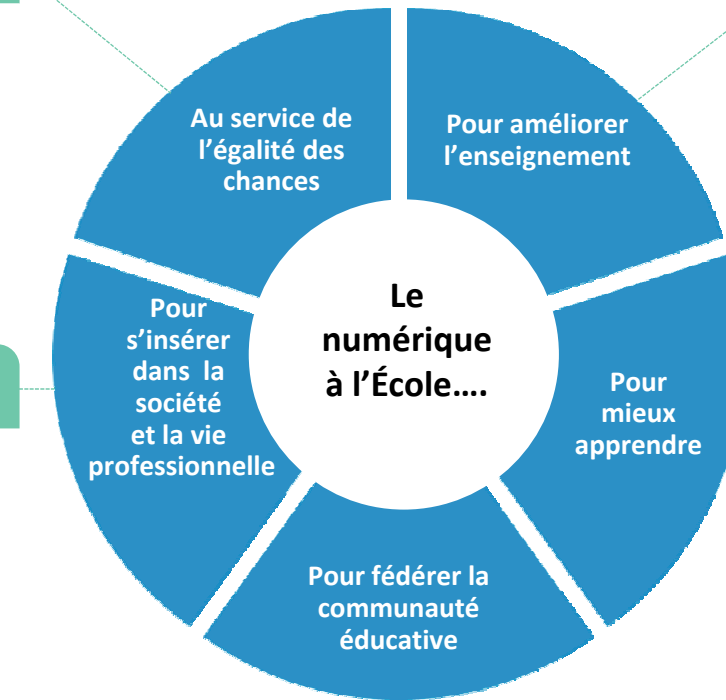 Au service de
l’égalité des
chances
Pour améliorer
l’enseignement
Le
numérique
à l’École....
Pour
s’insérer
dans la
société
et la vie
professionnelle
Pour
mieux
apprendre
Pour fédérer la
communauté
éducative